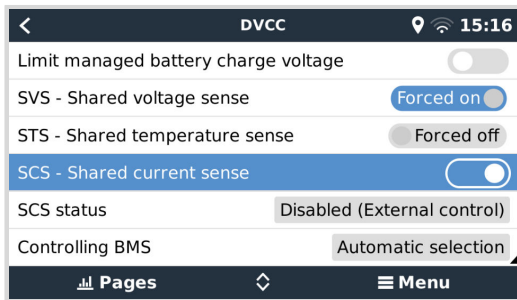 DVCC 15:16
Limit managed battery charge voltage
SVS - Shared voltage sense Forced on
STS - Shared temperature sense Forced off
SCS - Shared current sense
SCS status Disabled (External control)
Controlling BMS Automatic selection
Pages Menu